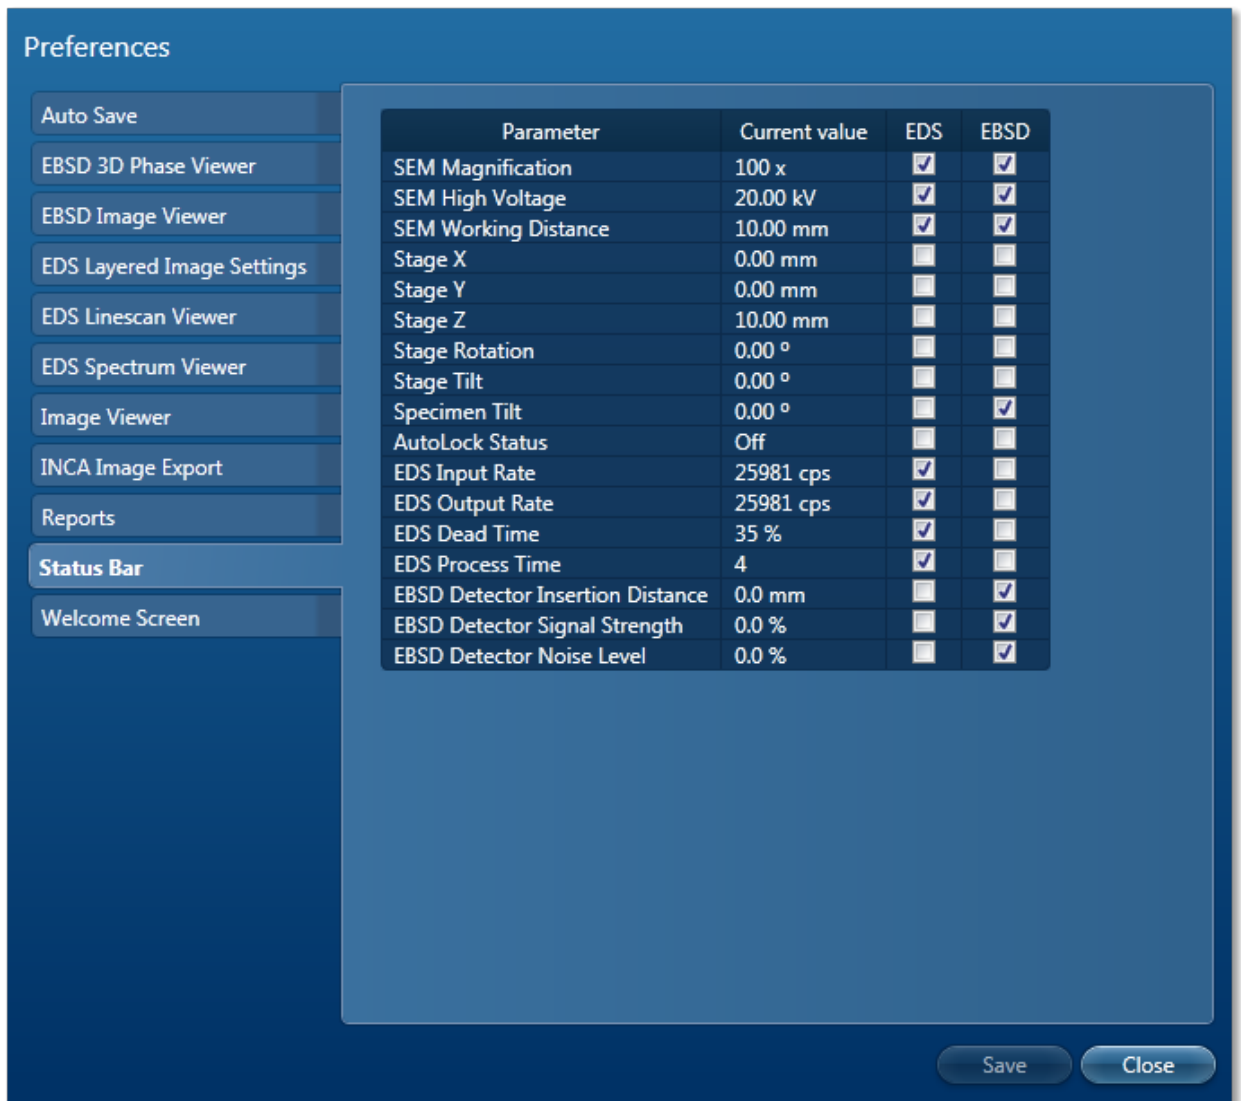 Preferences
Auto Save
EBSD 3D Phase Viewer
EBSD Image Viewer
EDS Layered Image Settings
EDS Linescan Viewer
EDS Spectrum Viewer
Image Viewer
INCA Image Export
Reports
Status Bar
Welcome Screen
Parameter Current value EDS EBSD
SEM Magnification 100 x
SEM High Voltage 20.00 kV
SEM Working Distance 10.00 mm
Stage X 0.00 mm
Stage Y 0.00 mm
Stage Z 10.00 mm
Stage Rotation 0.00 º
Stage Tilt 0.00 º
Specimen Tilt 0.00 º
AutoLock Status Off
EDS Input Rate 25981 cps
EDS Output Rate 25981 cps
EDS Dead Time 35 %
EDS Process Time 4
EBSD Detector Insertion Distance 0.0 mm
EBSD Detector Signal Strength 0.0 %
EBSD Detector Noise Level 0.0 %
Save Close